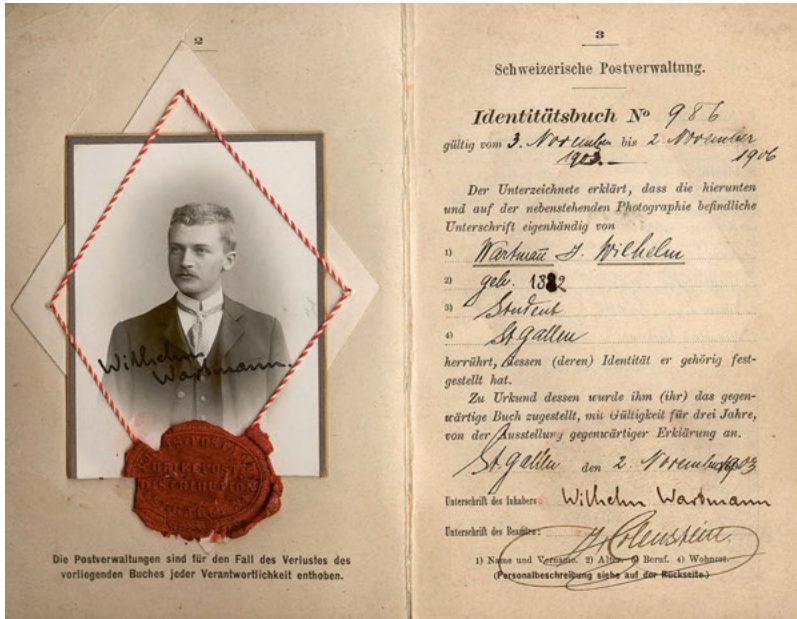 2
Wilhelm
Wartmann.
BRIEFPOST
Die Postverwaltungen sind für den Fall des Verlustes des
vorliegenden Buches jeder Verantwortlichkeit enthoben.
3
Schweizerische Postverwaltung.
Identitätsbuch No 986
gültig vom 3. November bis 2. November
1903.— 1906
Der Unterzeichnete erklärt, dass die hierunten
und auf der nebenstehenden Photographie befindliche
Unterschrift eigenhändig von
1) Wartmann J. Wilhelm
2) geb. 1882
3) Student
4) St. gallen
herrührt, dessen (deren) Identität er gehörig fest-
gestellt hat.
Zu Urkund dessen wurde ihm (ihr) das gegen-
wärtige Buch zugestellt, mit Gültigkeit für drei Jahre,
von der Ausstellung gegenwärtiger Erklärung an.
St. gallen den 2. November 1903
Unterschrift des Inhabers: Wilhelm Wartmann
Unterschrift des Beamten:
1) Name und Vorname. 2) Alter. 3) Beruf. 4) Wohnort.
(Personalbeschreibung siehe auf der Rückseite.)